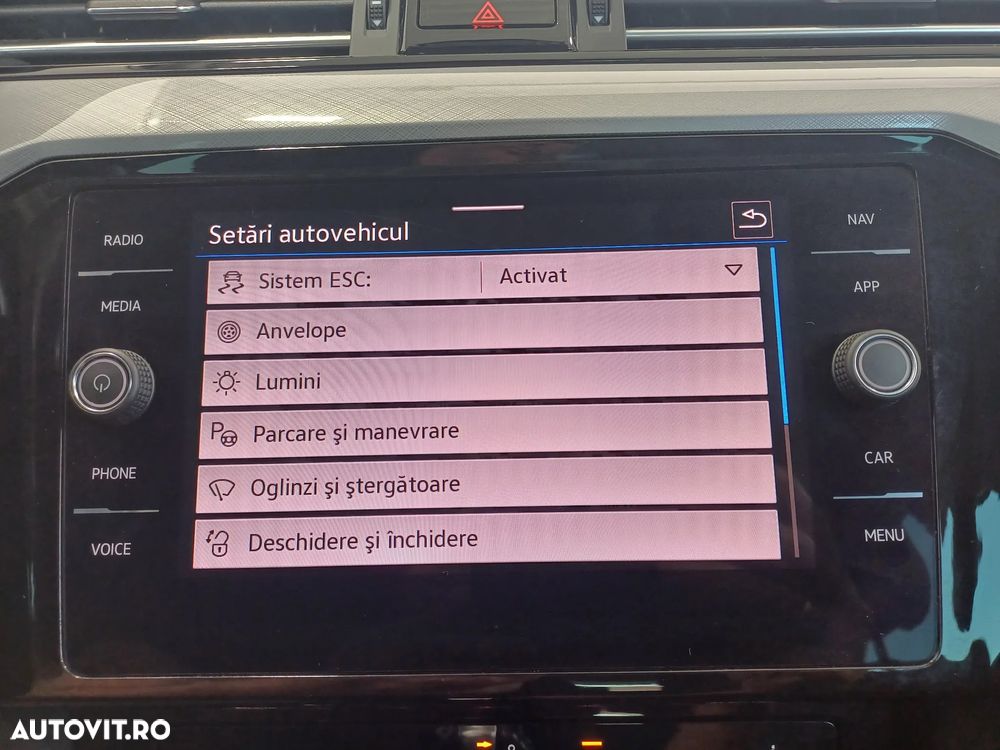 Setări autovehicul
RADIO
MEDIA
PHONE
VOICE
Sistem ESC: Activat
Anvelope
Lumini
Parcare şi manevrare
Oglinzi şi ştergătoare
Deschidere şi închidere
NAV
APP
CAR
MENU
AUTOVIT.RO